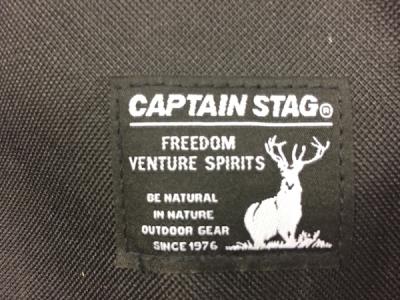 CAPTAIN STAG®
FREEDOM
VENTURE SPIRITS
BE NATURAL
IN NATURE
OUTDOOR GEAR
SINCE 1976